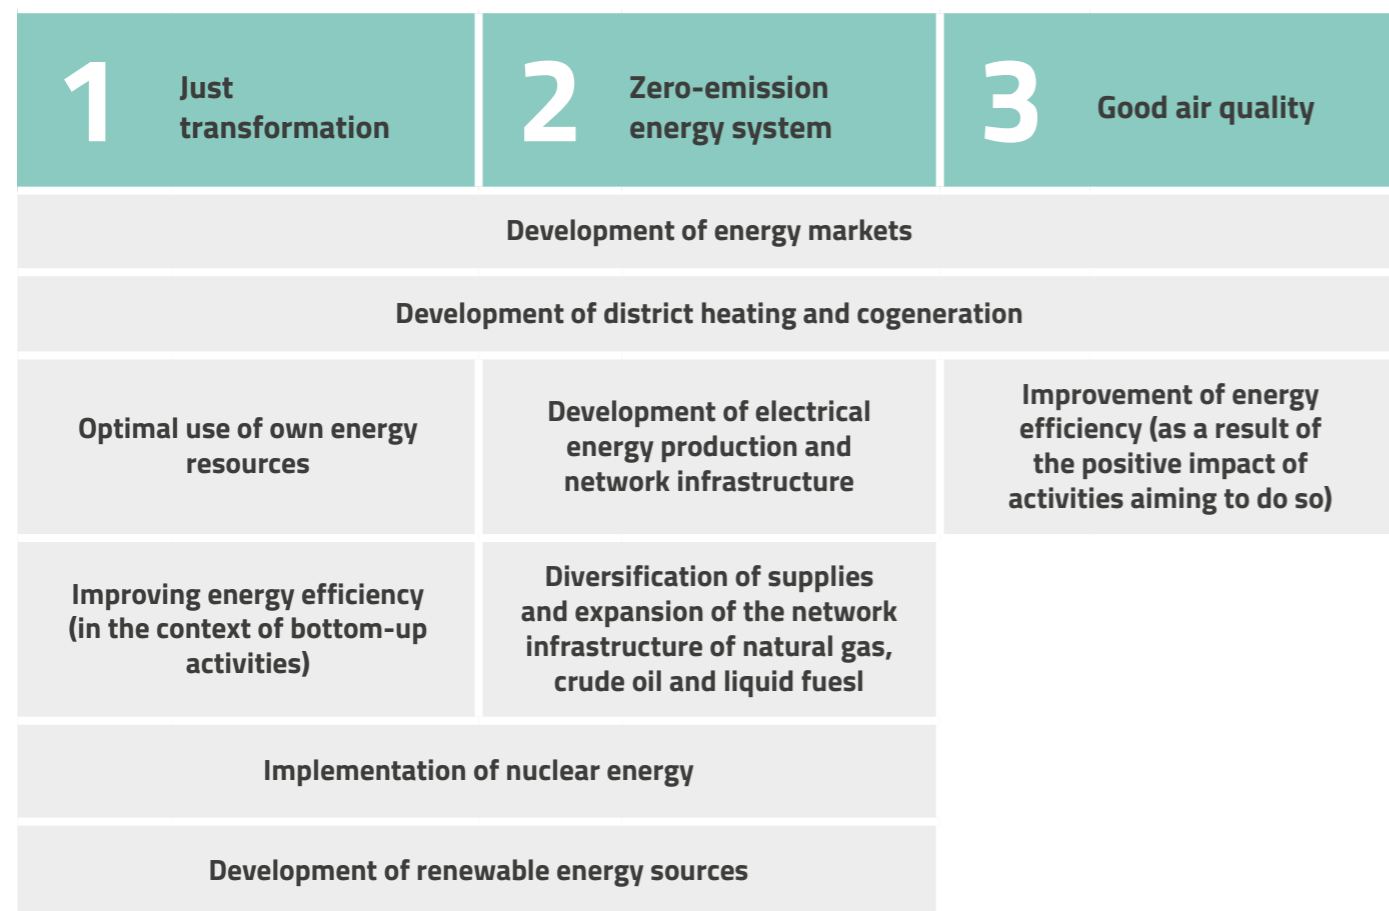 1
Just
transformation
2
Zero-emission
energy system
3
Good air quality
Development of energy markets
Development of district heating and cogeneration
Optimal use of own energy
resources
Development of electrical
energy production and
network infrastructure
Improvement of energy
efficiency (as a result of
the positive impact of
activities aiming to do so)
Improving energy efficiency
(in the context of bottom-up
activities)
Diversification of supplies
and expansion of the network
infrastructure of natural gas,
crude oil and liquid fuesl
Implementation of nuclear energy
Development of renewable energy sources